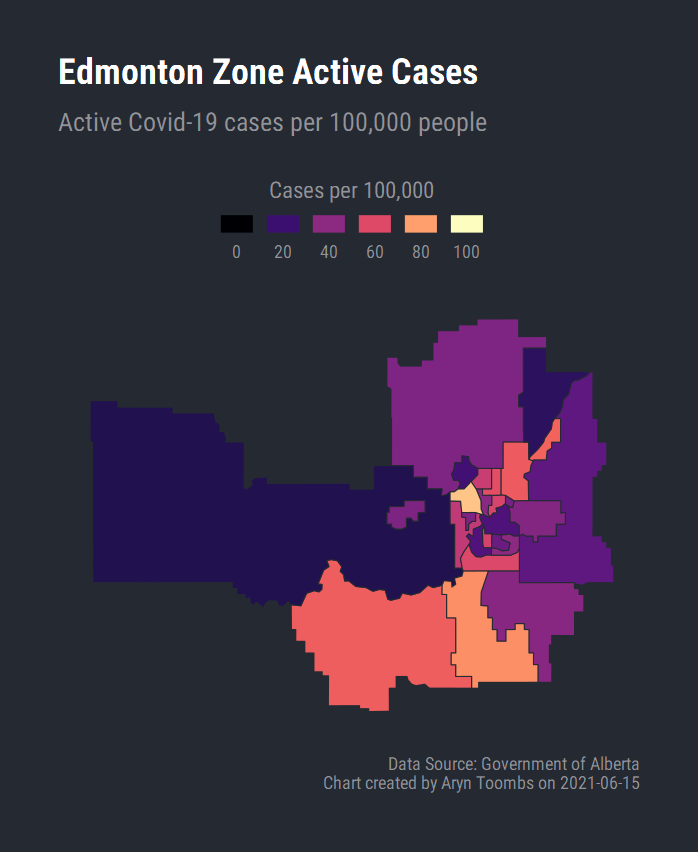 Edmonton Zone Active Cases
Active Covid-19 cases per 100,000 people
Cases per 100,000
0 20 40 60 80 100
Data Source: Government of Alberta
Chart created by Aryn Toombs on 2021-06-15